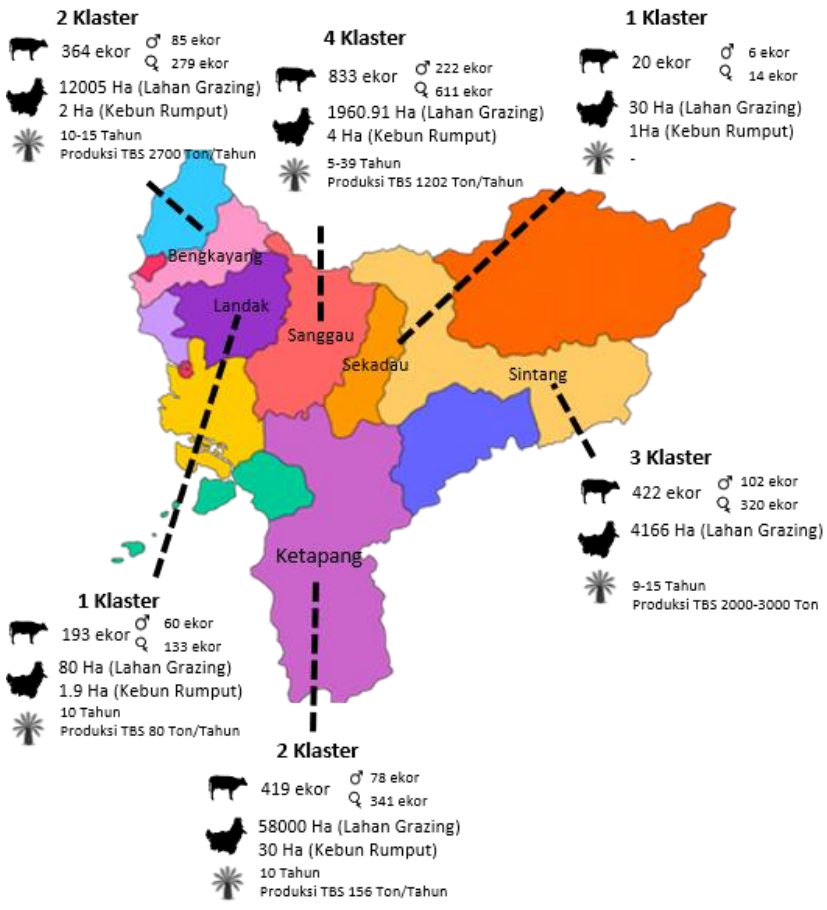 2 Klaster
364 ekor
85 ekor
279 ekor
12005 Ha (Lahan Grazing)
2 Ha (Kebun Rumput)
10-15 Tahun
Produksi TBS 2700 Ton/Tahun
4 Klaster
833 ekor
222 ekor
611 ekor
1960.91 Ha (Lahan Grazing)
4 Ha (Kebun Rumput)
5-39 Tahun
Produksi TBS 1202 Ton/Tahun
1 Klaster
20 ekor
6 ekor
14 ekor
30 Ha (Lahan Grazing)
1Ha (Kebun Rumput)
-
Bengkayang
Landak
Sanggau
Sekadau
Sintang
Ketapang
3 Klaster
422 ekor
102 ekor
320 ekor
4166 Ha (Lahan Grazing)
9-15 Tahun
Produksi TBS 2000-3000 Ton
1 Klaster
193 ekor
60 ekor
133 ekor
80 Ha (Lahan Grazing)
1.9 Ha (Kebun Rumput)
10 Tahun
Produksi TBS 80 Ton/Tahun
2 Klaster
419 ekor
78 ekor
341 ekor
58000 Ha (Lahan Grazing)
30 Ha (Kebun Rumput)
10 Tahun
Produksi TBS 156 Ton/Tahun